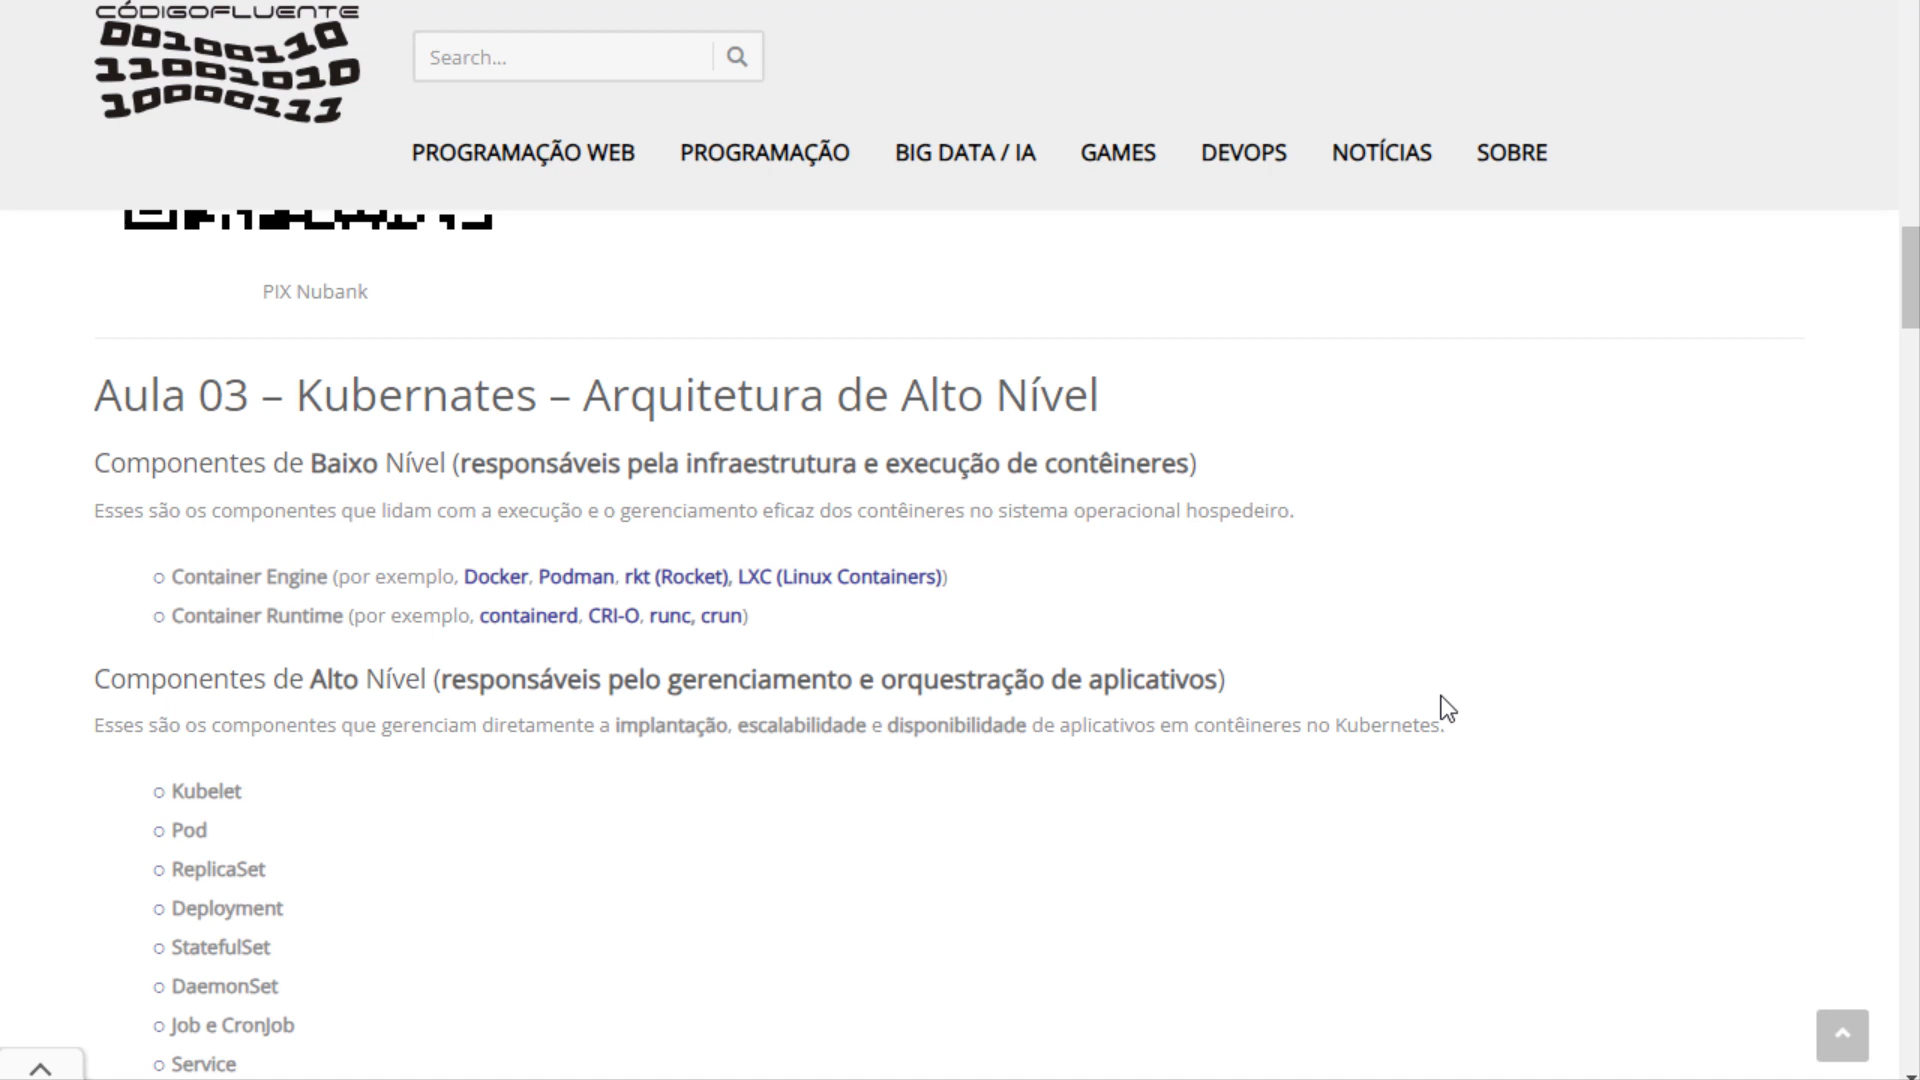 CÓDIGOFLUENTE
00100110
11001010
10000111
Search...
PROGRAMAÇÃO WEB PROGRAMAÇÃO BIG DATA / IA GAMES DEVOPS NOTÍCIAS SOBRE
PIX Nubank
Aula 03 – Kubernates – Arquitetura de Alto Nível
Componentes de Baixo Nível (responsáveis pela infraestrutura e execução de contêineres)
Esses são os componentes que lidam com a execução e o gerenciamento eficaz dos contêineres no sistema operacional hospedeiro.
Container Engine (por exemplo, Docker, Podman, rkt (Rocket), LXC (Linux Containers))
Container Runtime (por exemplo, containerd, CRI-O, runc, crun)
Componentes de Alto Nível (responsáveis pelo gerenciamento e orquestração de aplicativos)
Esses são os componentes que gerenciam diretamente a implantação, escalabilidade e disponibilidade de aplicativos em contêineres no Kubernetes.
Kubelet
Pod
ReplicaSet
Deployment
StatefulSet
DaemonSet
Job e CronJob
Service